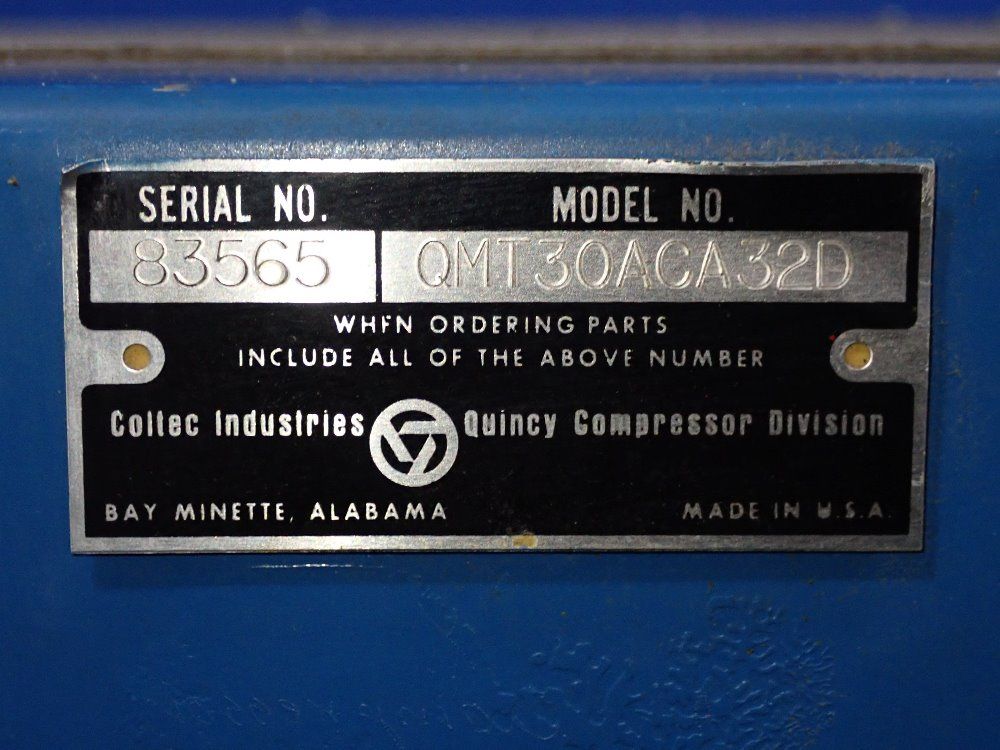 SERIAL NO. MODEL NO.
83565 QMT30ACA32D
WHEN ORDERING PARTS
INCLUDE ALL OF THE ABOVE NUMBER
Coltec Industries Quincy Compressor Division
BAY MINETTE, ALABAMA MADE IN U.S.A.